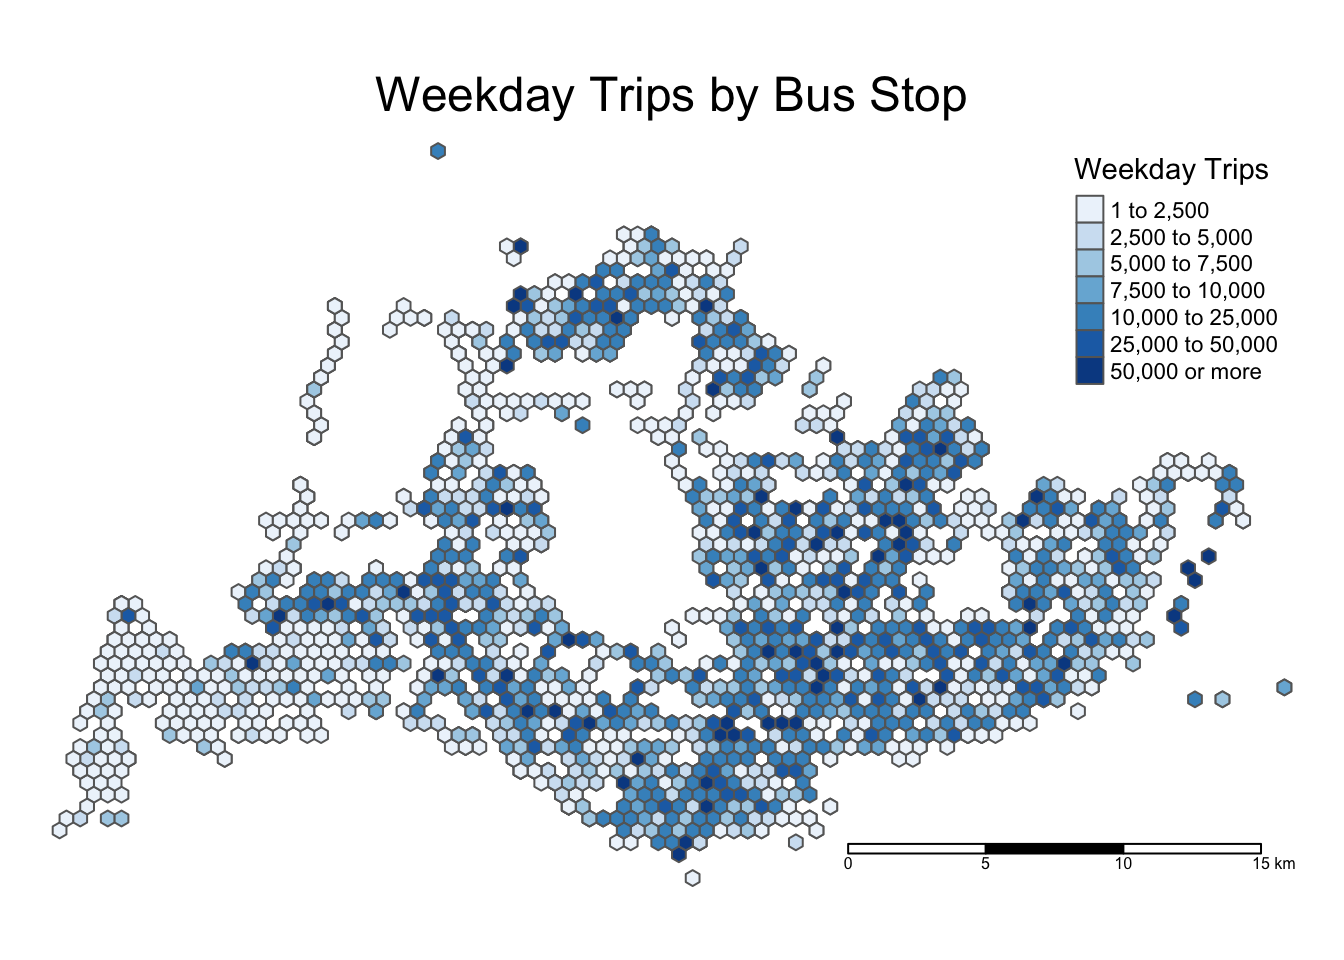 Weekday Trips by Bus Stop
Weekday Trips
1 to 2,500
2,500 to 5,000
5,000 to 7,500
7,500 to 10,000
10,000 to 25,000
25,000 to 50,000
50,000 or more
0 5 10 15 km